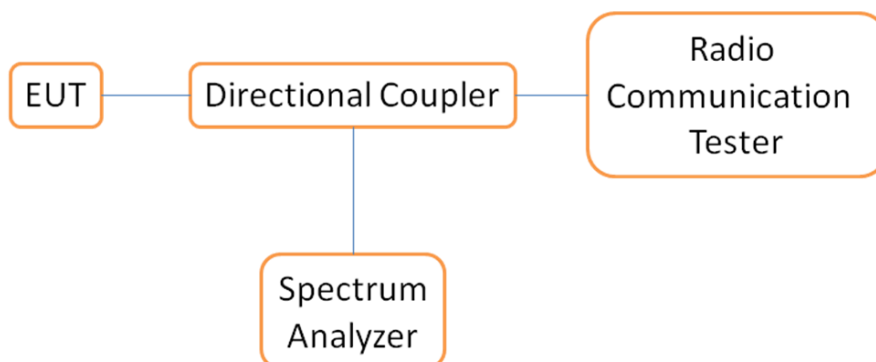 EUT
Directional Coupler
Radio
Communication
Tester
Spectrum
Analyzer